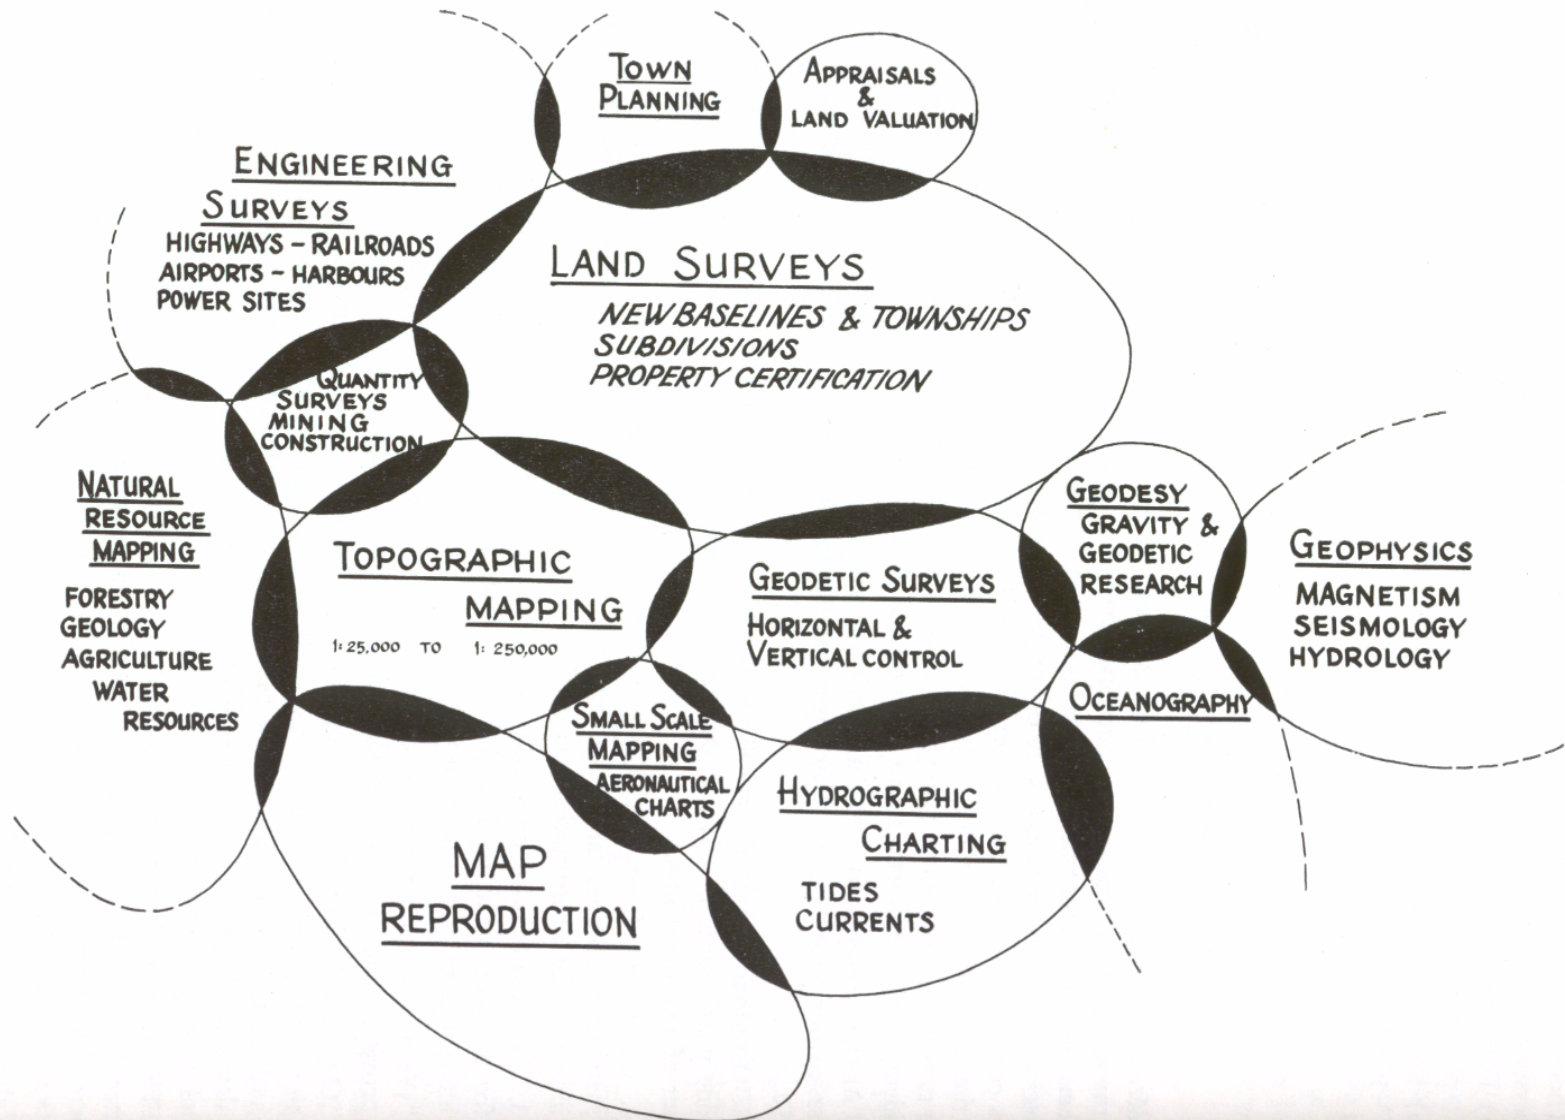 TOWN
PLANNING
APPRAISALS
&
LAND VALUATION
ENGINEERING
SURVEYS
HIGHWAYS - RAILROADS
AIRPORTS - HARBOURS
POWER SITES
LAND SURVEYS
NEW BASELINES & TOWNSHIPS
SUBDIVISIONS
PROPERTY CERTIFICATION
QUANTITY
SURVEYS
MINING
CONSTRUCTION
NATURAL
RESOURCE
MAPPING
FORESTRY
GEOLOGY
AGRICULTURE
WATER
RESOURCES
TOPOGRAPHIC
MAPPING
1:25,000 TO 1:250,000
GEODETIC SURVEYS
HORIZONTAL &
VERTICAL CONTROL
GEODESY
GRAVITY &
GEODETIC
RESEARCH
GEOPHYSICS
MAGNETISM
SEISMOLOGY
HYDROLOGY
OCEANOGRAPHY
SMALL SCALE
MAPPING
AERONAUTICAL
CHARTS
HYDROGRAPHIC
CHARTING
TIDES
CURRENTS
MAP
REPRODUCTION